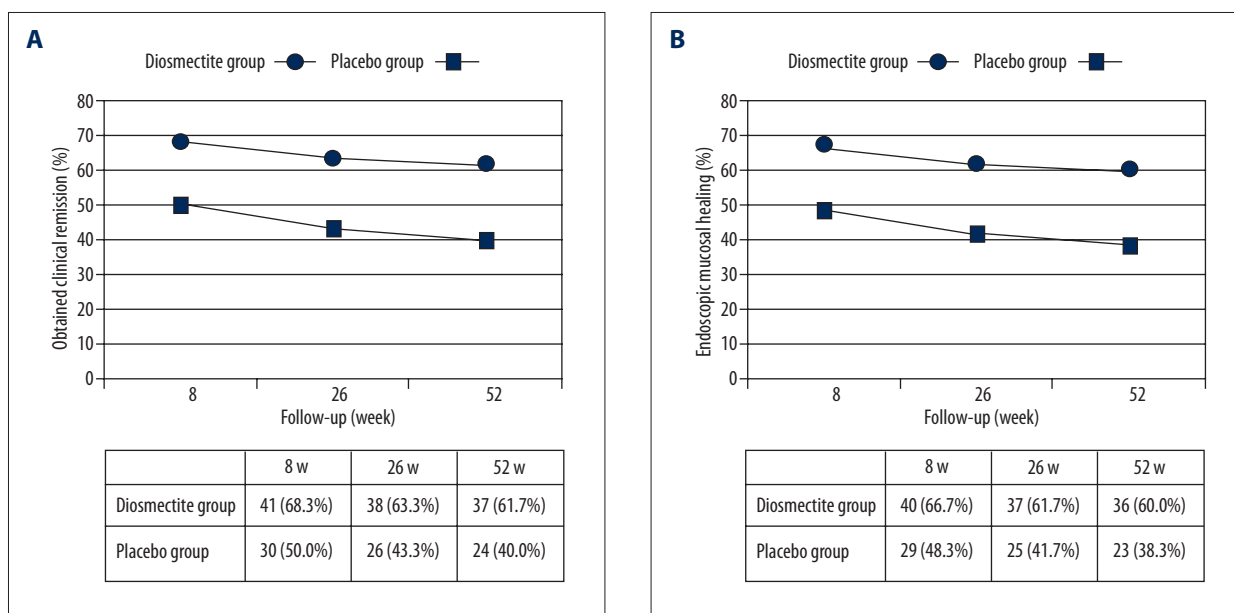 A
Diosmectite group Placebo group
80
70
60
50
40
30
20
10
0
Obtained clinical remission (%)
8 26 52
Follow-up (week)
8 w 26 w 52 w
Diosmectite group 41 (68.3%) 38 (63.3%) 37 (61.7%)
Placebo group 30 (50.0%) 26 (43.3%) 24 (40.0%)
B
Diosmectite group Placebo group
80
70
60
50
40
30
20
10
0
Endoscopic mucosal healing (%)
8 26 52
Follow-up (week)
8 w 26 w 52 w
Diosmectite group 40 (66.7%) 37 (61.7%) 36 (60.0%)
Placebo group 29 (48.3%) 25 (41.7%) 23 (38.3%)